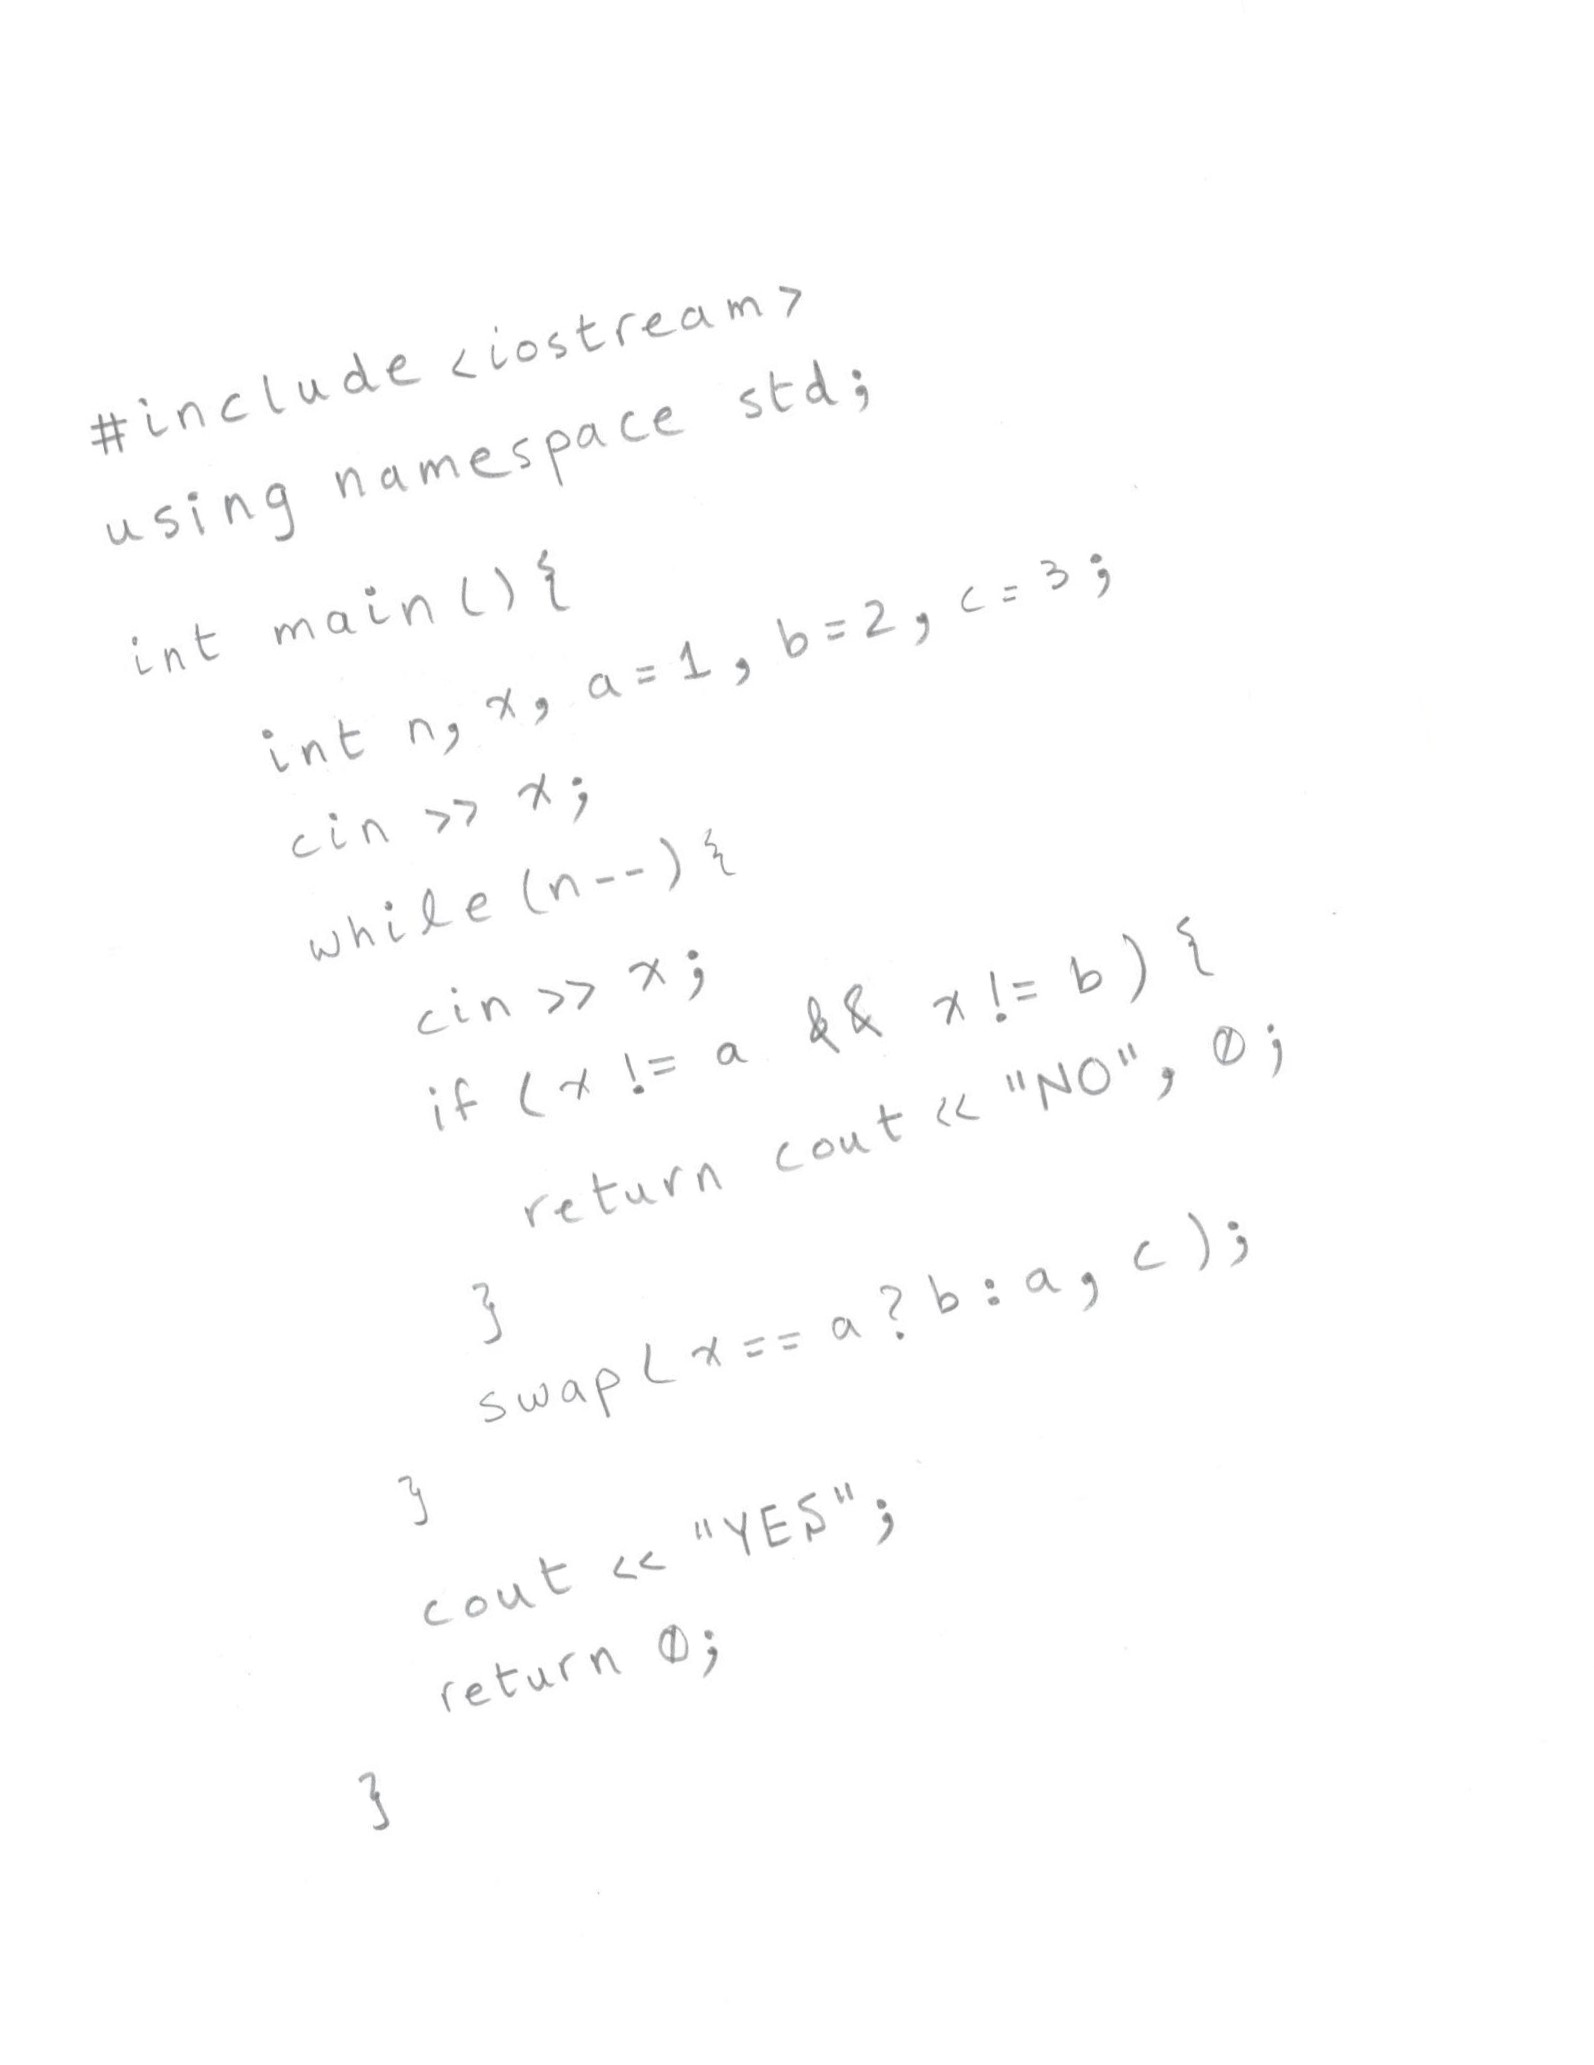 #include <iostream>
using namespace std;
int main(){
int n, x, a=1, b=2, c=3;
cin >> x;
while(n--){
cin >> x;
if (x != a && x != b) {
return cout << "NO", 0;
}
swap(x==a?b:a, c);
}
cout << "YES";
return 0;
}